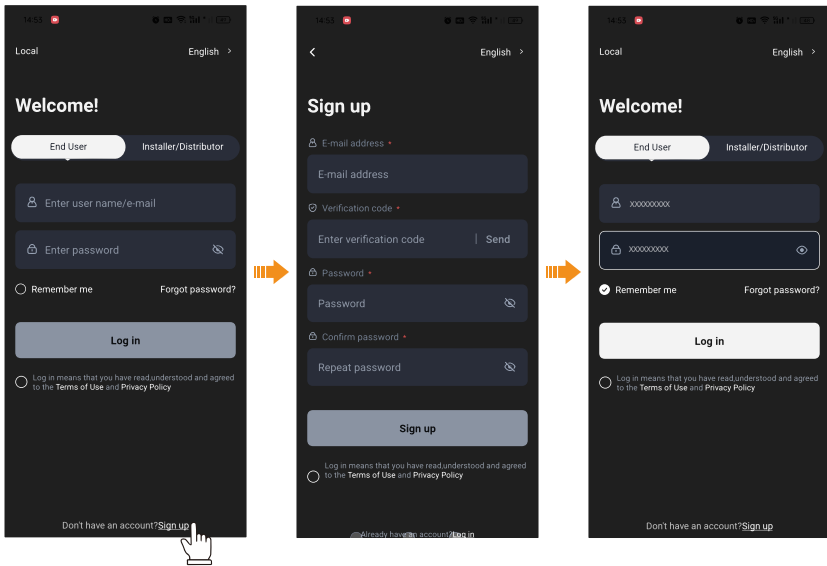 14:53
Local
English >
Welcome!
End User
Installer/Distributor
Enter user name/e-mail
Enter password
Remember me
Forgot password?
Log in
Log in means that you have read,understood and agreed
to the Terms of Use and Privacy Policy
Don't have an account?Sign up
14:53
English >
Sign up
E-mail address *
E-mail address
Verification code *
Enter verification code | Send
Password *
Password
Confirm password *
Repeat password
Sign up
Log in means that you have read,understood and agreed
to the Terms of Use and Privacy Policy
Already have an account?Log in
14:53
Local
English >
Welcome!
End User
Installer/Distributor
xxxxxxxxx
xxxxxxxxx
Remember me
Forgot password?
Log in
Log in means that you have read,understood and agreed
to the Terms of Use and Privacy Policy
Don't have an account?Sign up